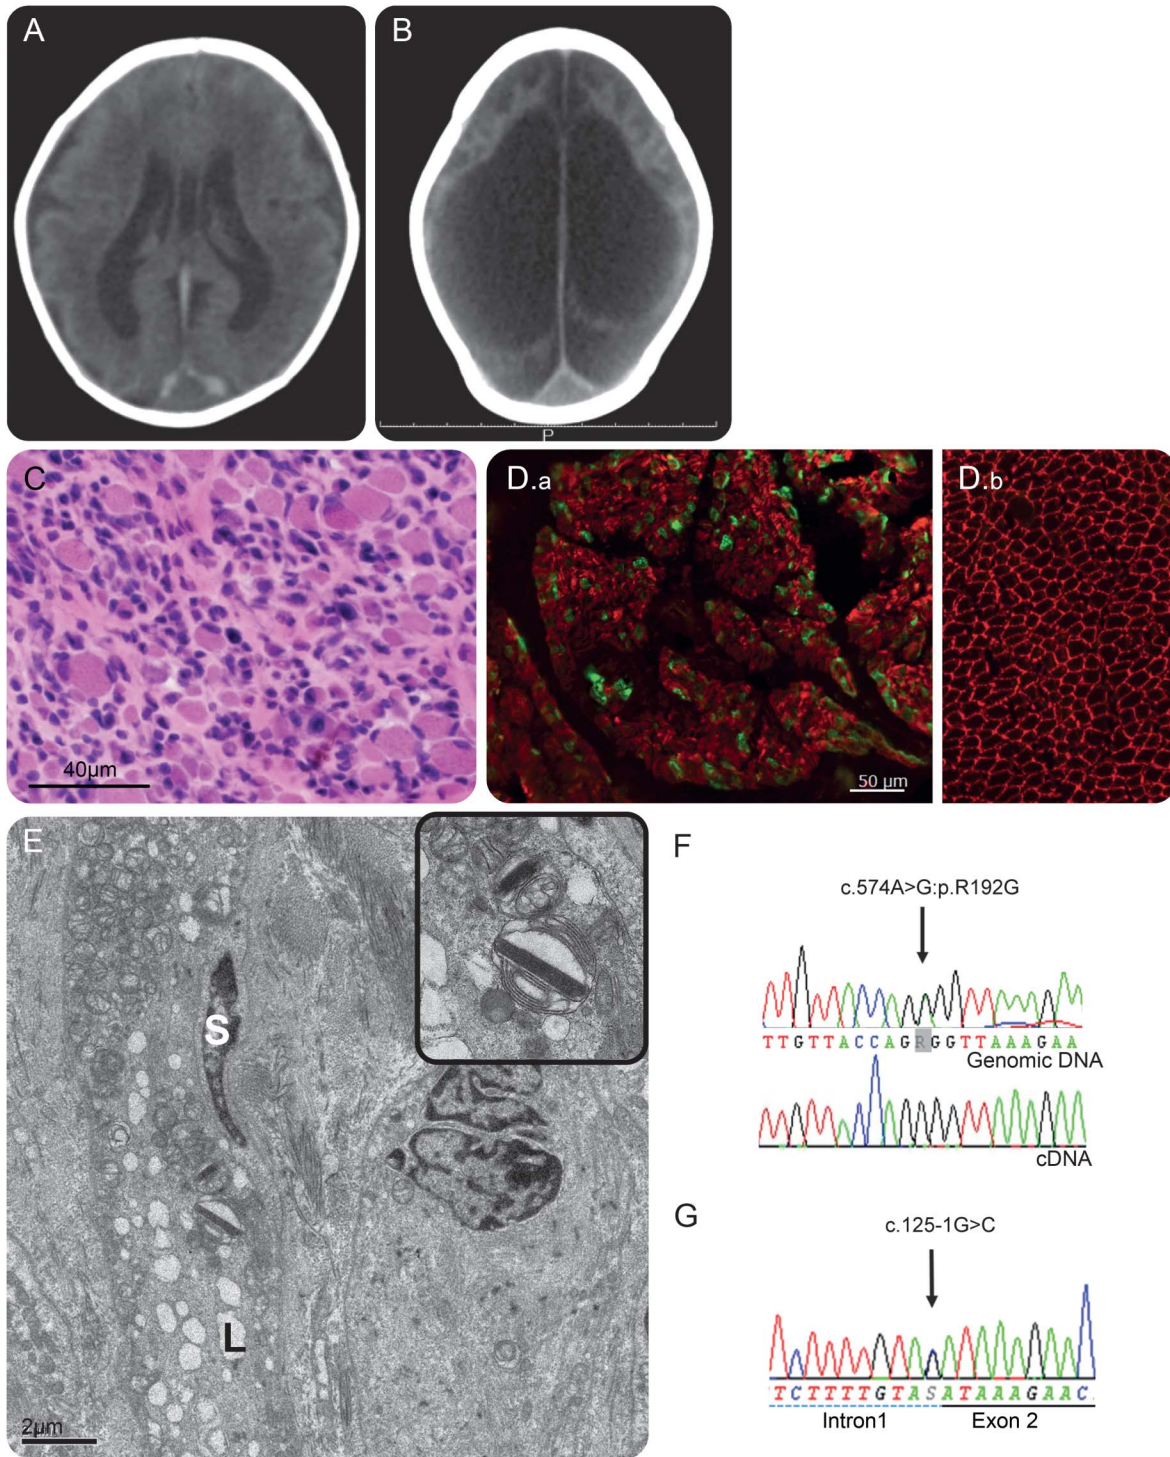 A
B
P
C
40µm
D.a
50 µm
D.b
E
S
L
2µm
F
c.574A>G:p.R192G
TTGTTACCAGRGGTTAAAGAA
Genomic DNA
cDNA
G
c.125-1G>C
TCTTTTGTASATAAAGAAC
Intron1
Exon 2